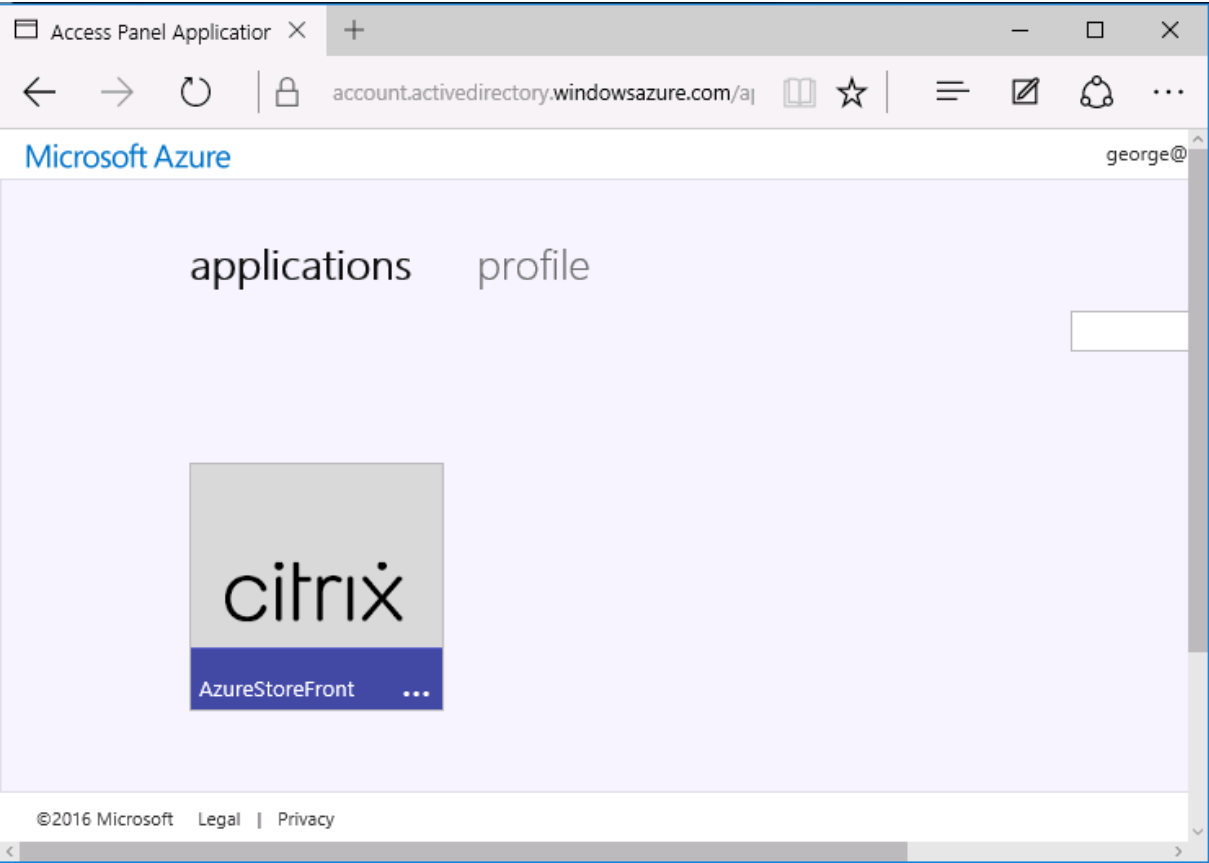 Access Panel Applicatior
account.activedirectory.windowsazure.com/a
Microsoft Azure
george@
applications profile
citrix
AzureStoreFront ...
©2016 Microsoft Legal | Privacy